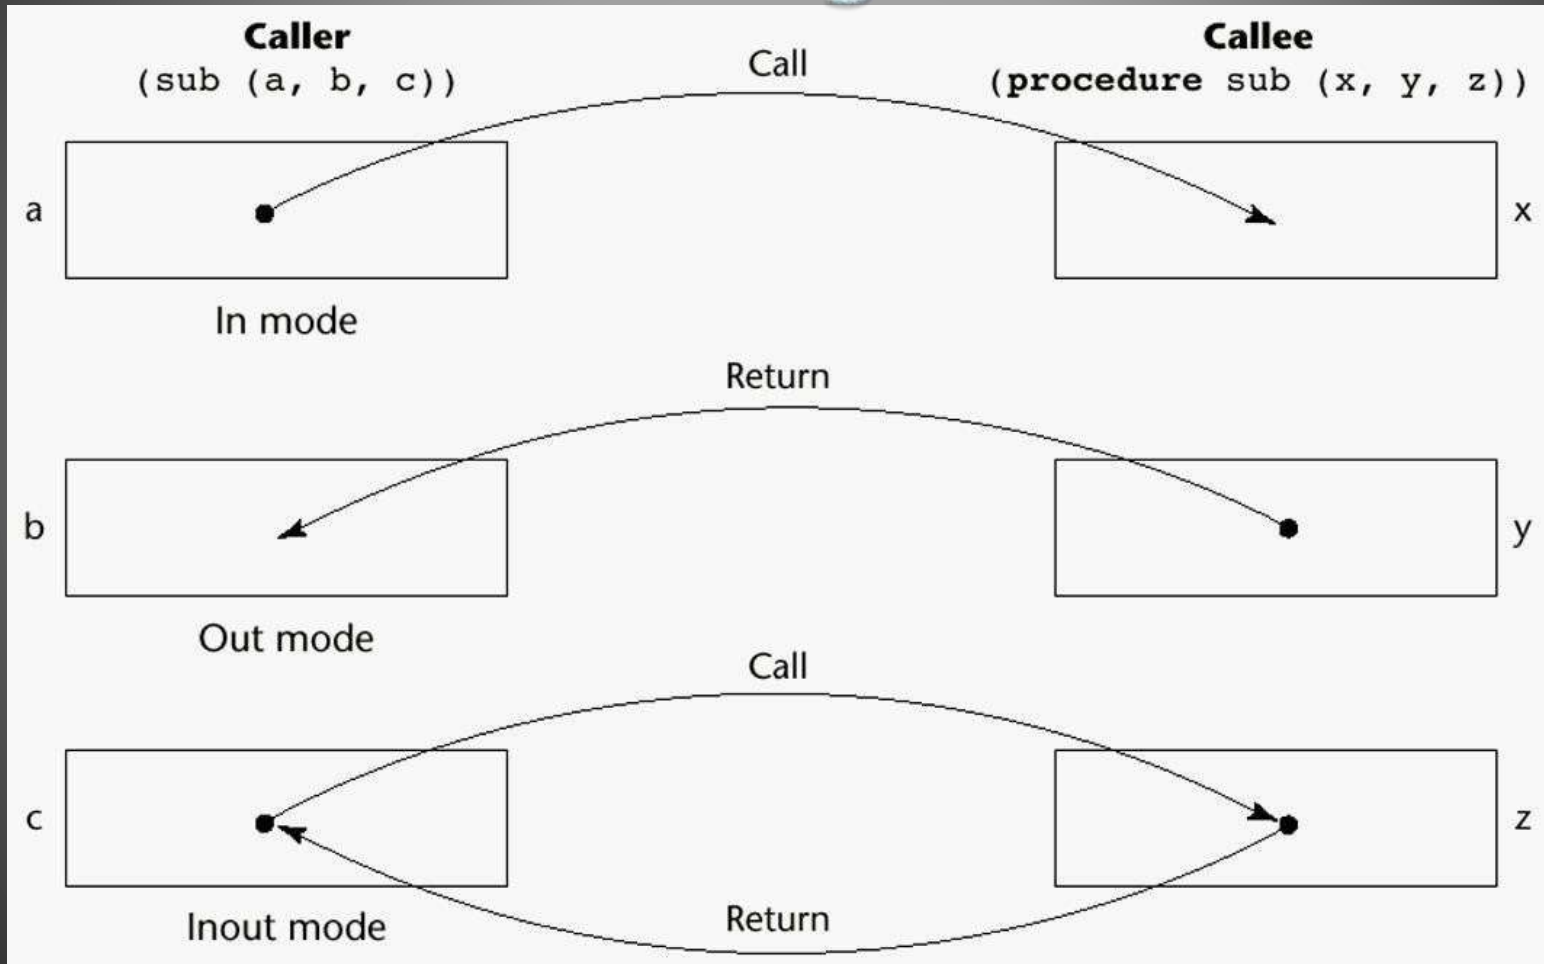 Caller
Callee
(sub (a, b, c))
Call
(procedure sub (x, y, z))
a
x
In mode
Return
b
y
Out mode
Call
c
z
Inout mode
Return